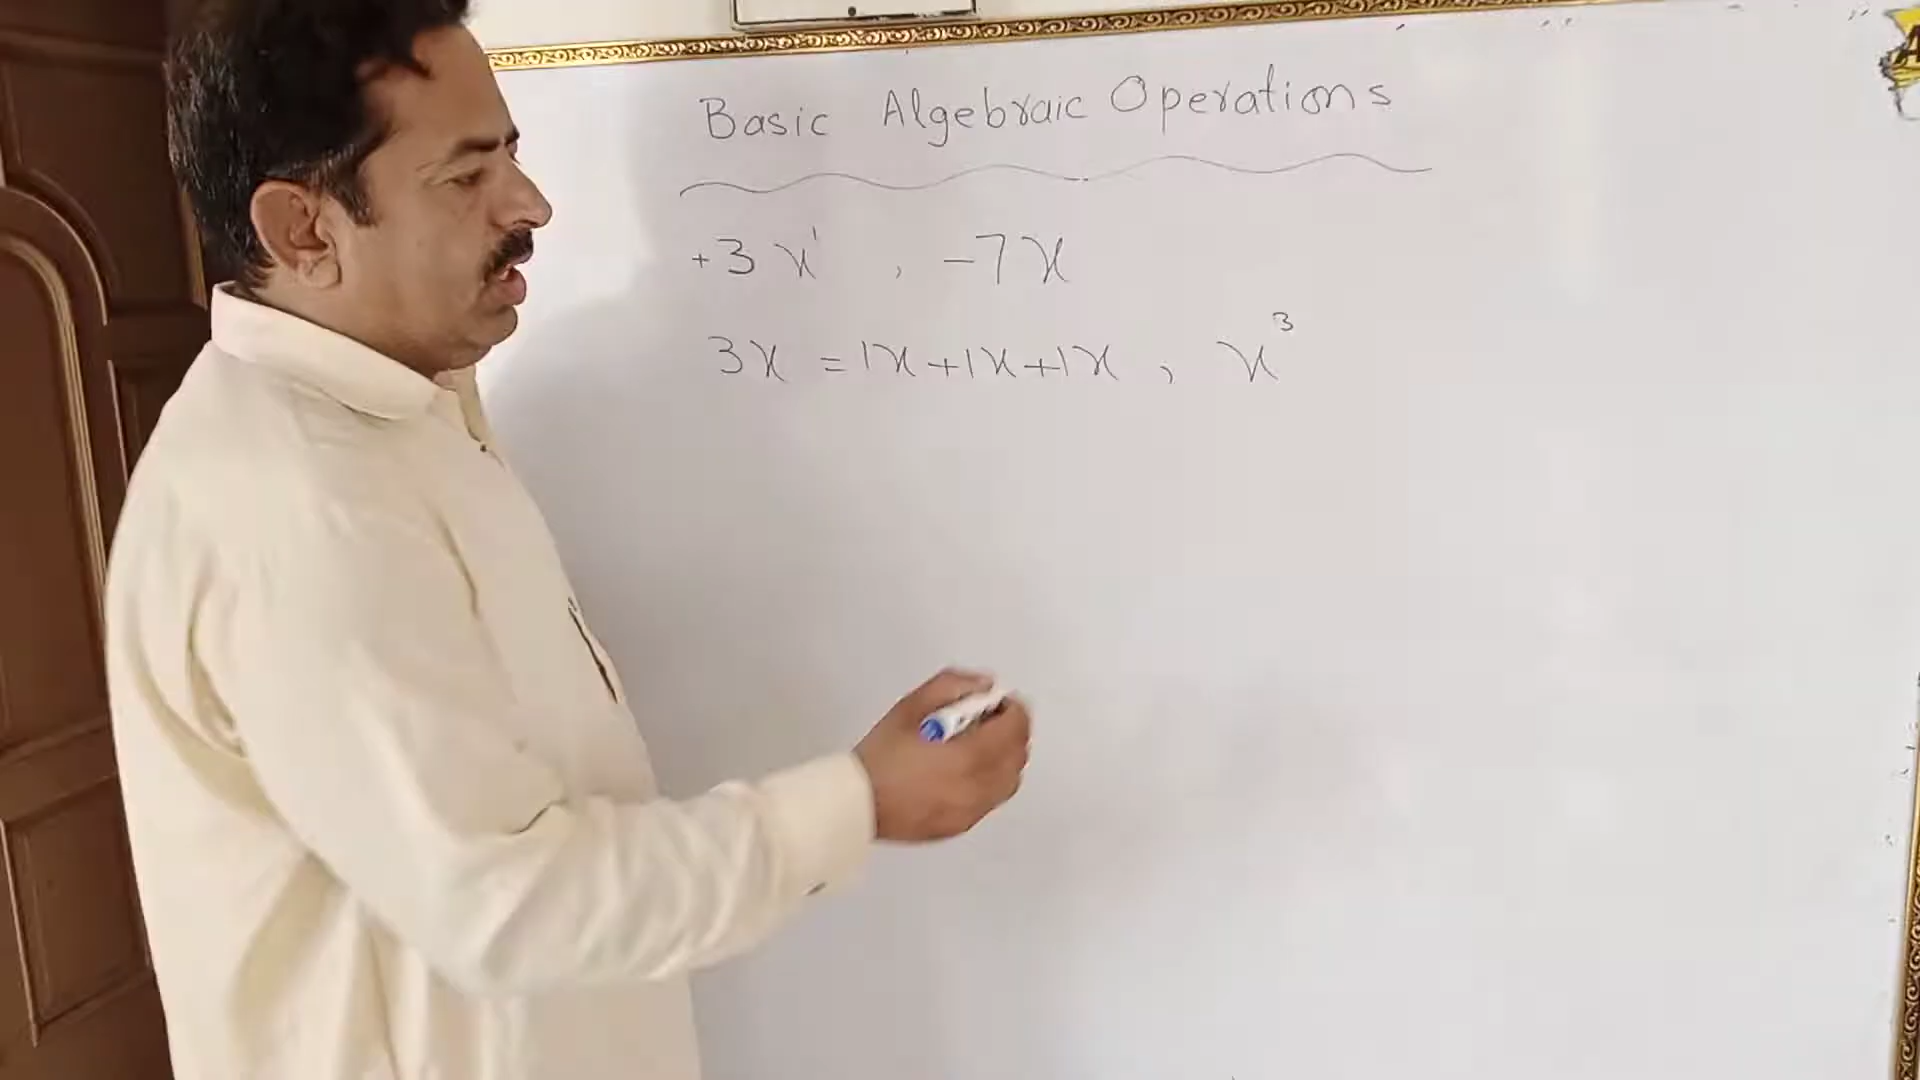 Basic Algebraic Operations
+3x¹ , -7x
3x = 1x+1x+1x , x³